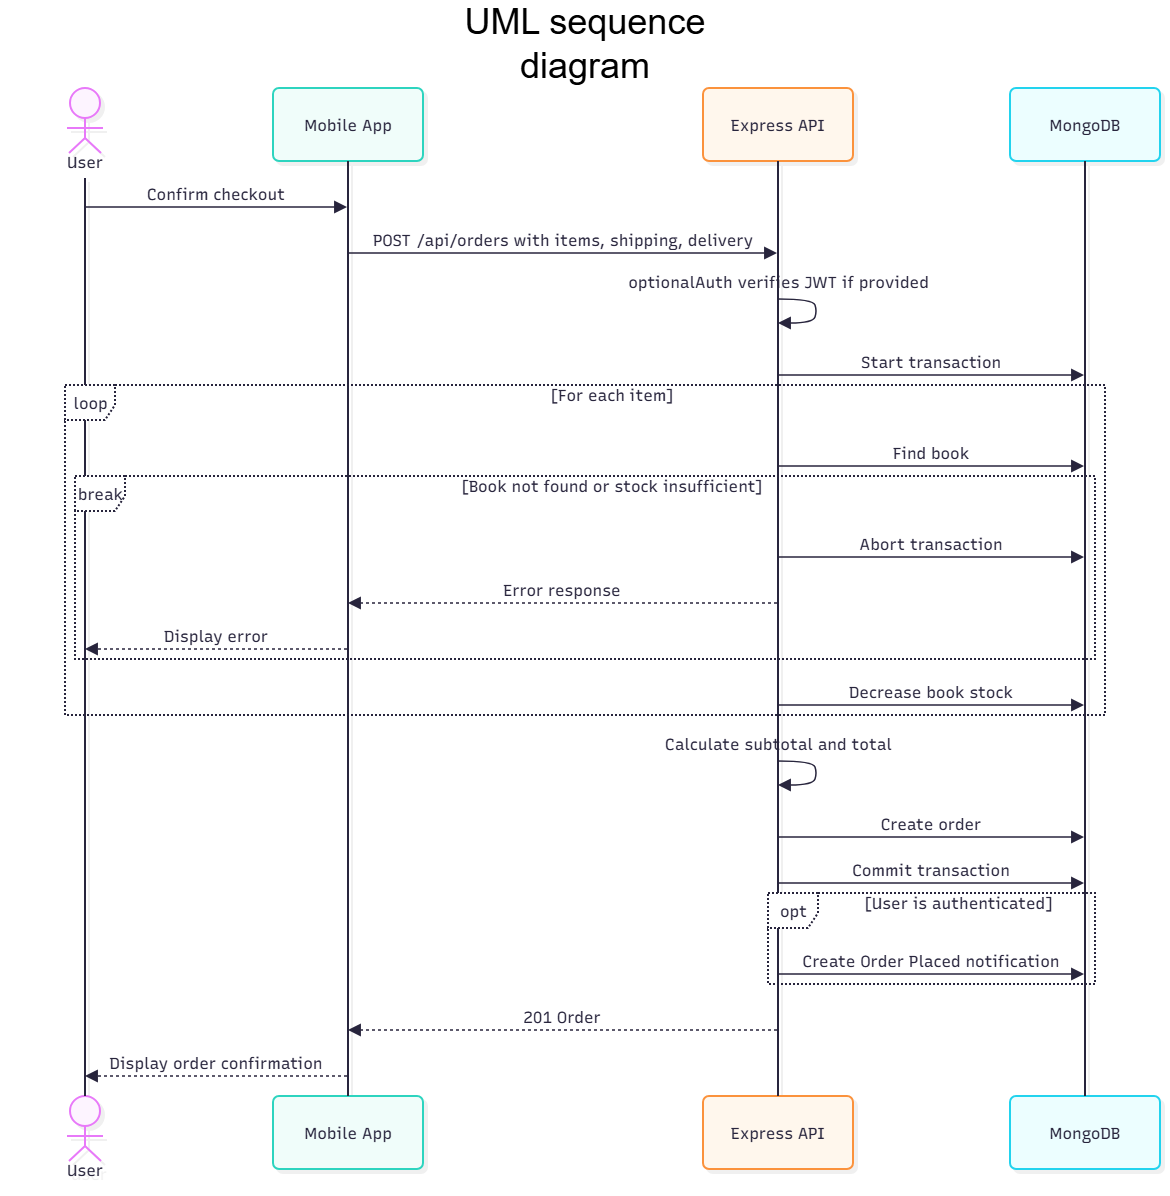 UML sequence
diagram
User
Mobile App
Express API
MongoDB
Confirm checkout
POST /api/orders with items, shipping, delivery
optionalAuth verifies JWT if provided
Start transaction
loop
[For each item]
Find book
break
[Book not found or stock insufficient]
Abort transaction
Error response
Display error
Decrease book stock
Calculate subtotal and total
Create order
Commit transaction
opt
[User is authenticated]
Create Order Placed notification
201 Order
Display order confirmation
User
Mobile App
Express API
MongoDB